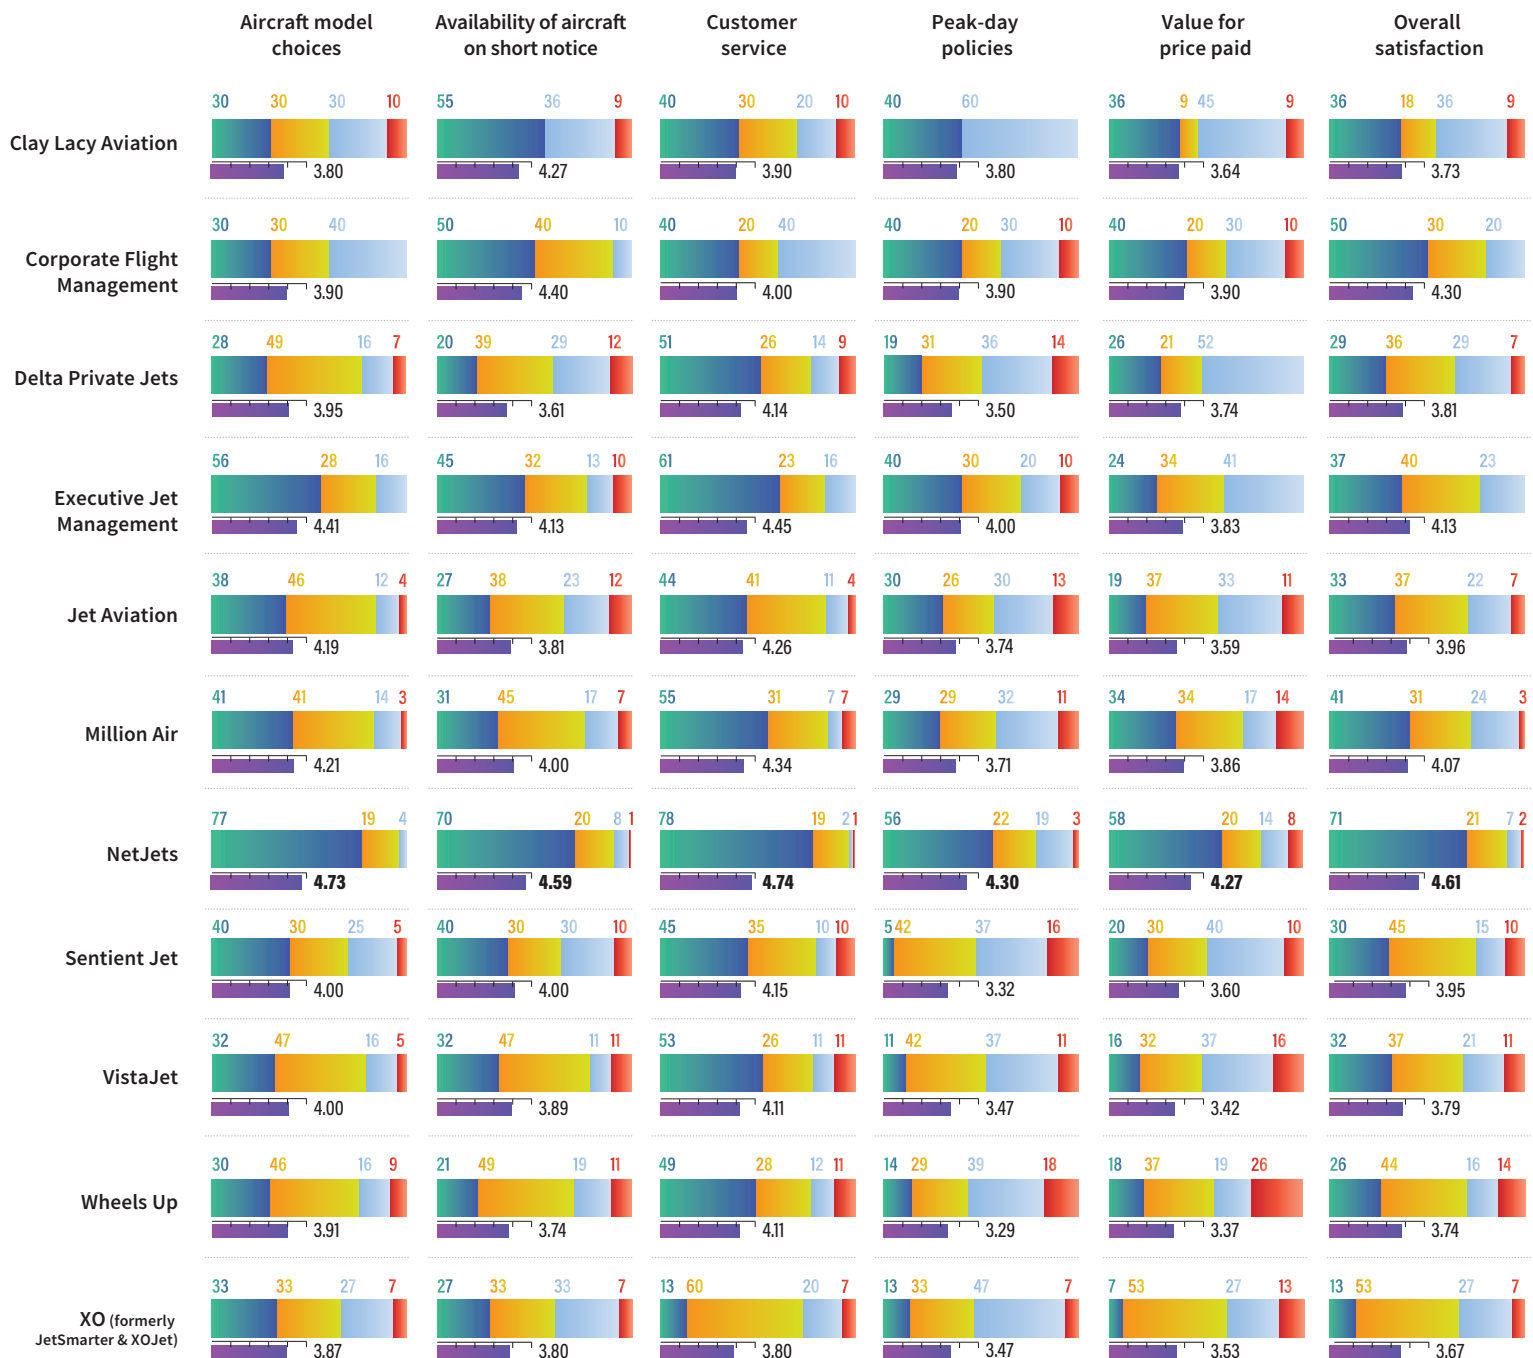 Aircraft model Availability of aircraft Customer Peak-day Value for Overall
choices on short notice service policies price paid satisfaction
30 30 30 10 55 36 9 40 30 20 10 40 60 36 9 45 9 36 18 36 9
Clay Lacy Aviation
3.80 4.27 3.90 3.80 3.64 3.73
30 30 40 50 40 10 40 20 40 40 20 30 10 40 20 30 10 50 30 20
Corporate Flight
Management
3.90 4.40 4.00 3.90 3.90 4.30
28 49 16 7 20 39 29 12 51 26 14 9 19 31 36 14 26 21 52 29 36 29 7
Delta Private Jets
3.95 3.61 4.14 3.50 3.74 3.81
56 28 16 45 32 13 10 61 23 16 40 30 20 10 24 34 41 37 40 23
Executive Jet
Management
4.41 4.13 4.45 4.00 3.83 4.13
38 46 12 4 27 38 23 12 44 41 11 4 30 26 30 13 19 37 33 11 33 37 22 7
Jet Aviation
4.19 3.81 4.26 3.74 3.59 3.96
41 41 14 3 31 45 17 7 55 31 7 7 29 29 32 11 34 34 17 14 41 31 24 3
Million Air
4.21 4.00 4.34 3.71 3.86 4.07
77 19 4 70 20 8 1 78 19 2 1 56 22 19 3 58 20 14 8 71 21 7 2
NetJets
4.73 4.59 4.74 4.30 4.27 4.61
40 30 25 5 40 30 30 10 45 35 10 10 5 42 37 16 20 30 40 10 30 45 15 10
Sentient Jet
4.00 4.00 4.15 3.32 3.60 3.95
32 47 16 5 32 47 11 11 53 26 11 11 11 42 37 11 16 32 37 16 32 37 21 11
VistaJet
4.00 3.89 4.11 3.47 3.42 3.79
30 46 16 9 21 49 19 11 49 28 12 11 14 29 39 18 18 37 19 26 26 44 16 14
Wheels Up
3.91 3.74 4.11 3.29 3.37 3.74
33 33 27 7 27 33 33 7 13 60 20 7 13 33 47 7 7 53 27 13 13 53 27 7
XO (formerly
JetSmarter & XOJet)
3.87 3.80 3.80 3.47 3.53 3.67